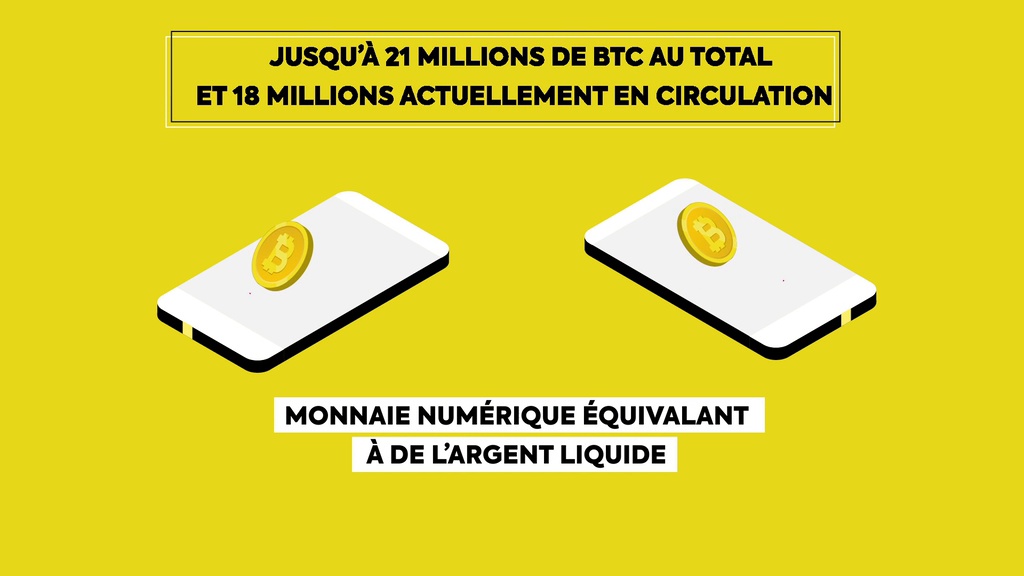 JUSQU’À 21 MILLIONS DE BTC AU TOTAL
ET 18 MILLIONS ACTUELLEMENT EN CIRCULATION
MONNAIE NUMÉRIQUE ÉQUIVALANT
À DE L’ARGENT LIQUIDE